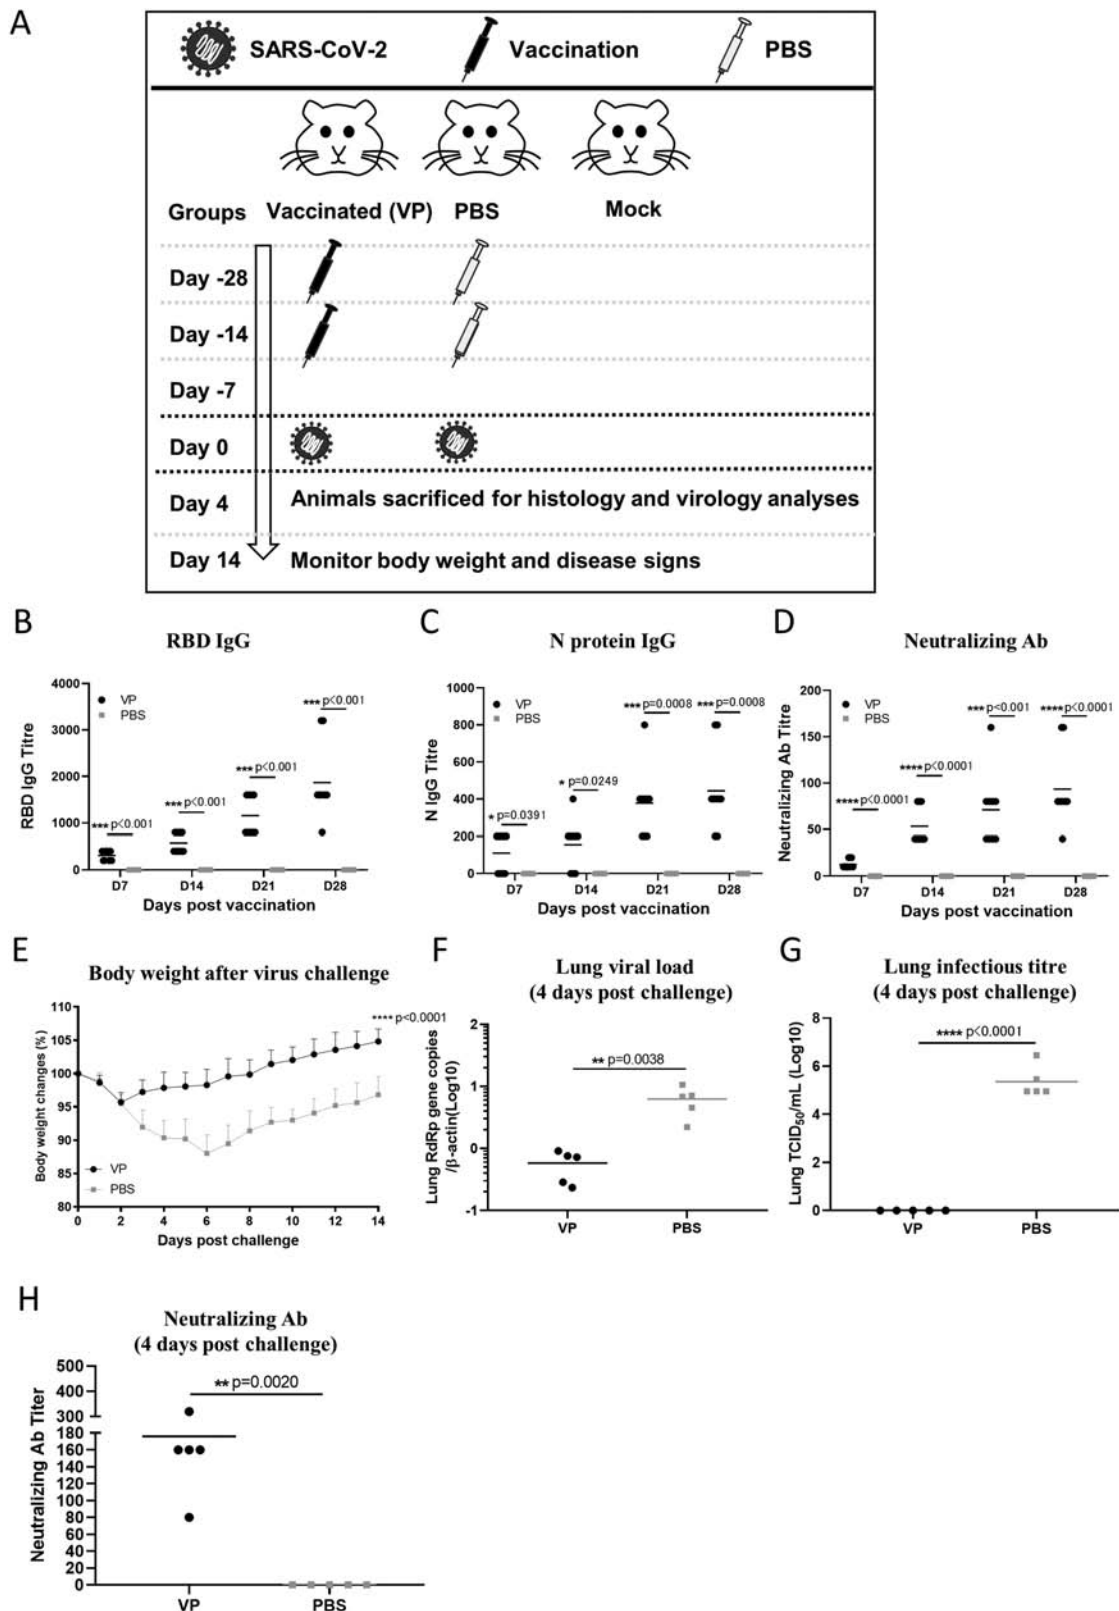 A
SARS-CoV-2 Vaccination PBS
Groups Vaccinated (VP) PBS Mock
Day -28
Day -14
Day -7
Day 0
Day 4 Animals sacrificed for histology and virology analyses
Day 14 Monitor body weight and disease signs
B
RBD IgG
RBD IgG Titre
4000
3000
2000
1000
0
VP
PBS
*** p<0.001
*** p<0.001
*** p<0.001
*** p<0.001
D7 D14 D21 D28
Days post vaccination
C
N protein IgG
N IgG Titre
1000
800
600
400
200
0
VP
PBS
* p=0.0391
* p=0.0249
*** p=0.0008
*** p=0.0008
D7 D14 D21 D28
Days post vaccination
D
Neutralizing Ab
Neutralizing Ab Titre
200
150
100
50
0
VP
PBS
**** p<0.0001
**** p<0.0001
*** p<0.001
**** p<0.0001
D7 D14 D21 D28
Days post vaccination
E
Body weight after virus challenge
Body weight changes (%)
110
105
100
95
90
85
80
**** p<0.0001
VP
PBS
0 2 4 6 8 10 12 14
Days post challenge
F
Lung viral load
(4 days post challenge)
Lung RdRp gene copies
/β-actin(Log10)
2
1
0
-1
** p=0.0038
VP PBS
G
Lung infectious titre
(4 days post challenge)
Lung TCID50/mL (Log10)
8
6
4
2
0
**** p<0.0001
VP PBS
H
Neutralizing Ab
(4 days post challenge)
Neutralizing Ab Titer
500
400
300
180
160
140
120
100
80
60
40
20
0
** p=0.0020
VP PBS